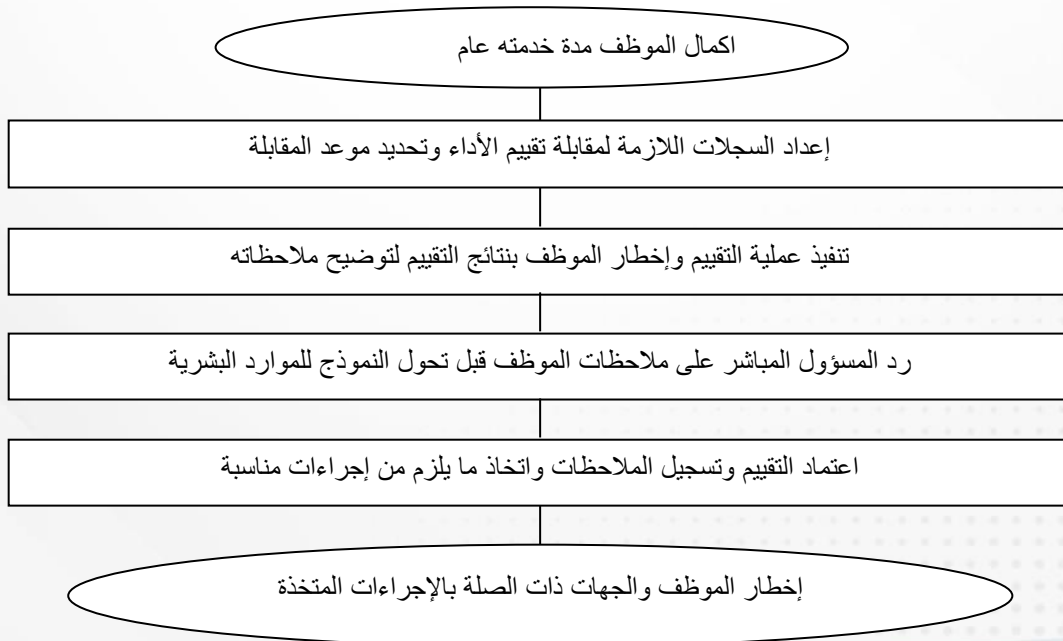 اكمال الموظف مدة خدمته عام
إعداد السجلات اللازمة لمقابلة تقييم الأداء وتحديد موعد المقابلة
تنفيذ عملية التقييم وإخطار الموظف بنتائج التقييم لتوضيح ملاحظاته
رد المسؤول المباشر على ملاحظات الموظف قبل تحول النموذج للموارد البشرية
اعتماد التقييم وتسجيل الملاحظات واتخاذ ما يلزم من إجراءات مناسبة
إخطار الموظف والجهات ذات الصلة بالإجراءات المتخذة